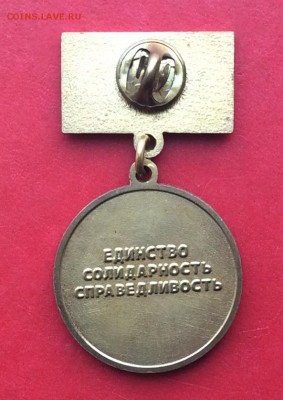 COINS.LAVE.RU
ЕДИНСТВО
СОЛИДАРНОСТЬ
СПРАВЕДЛИВОСТЬ